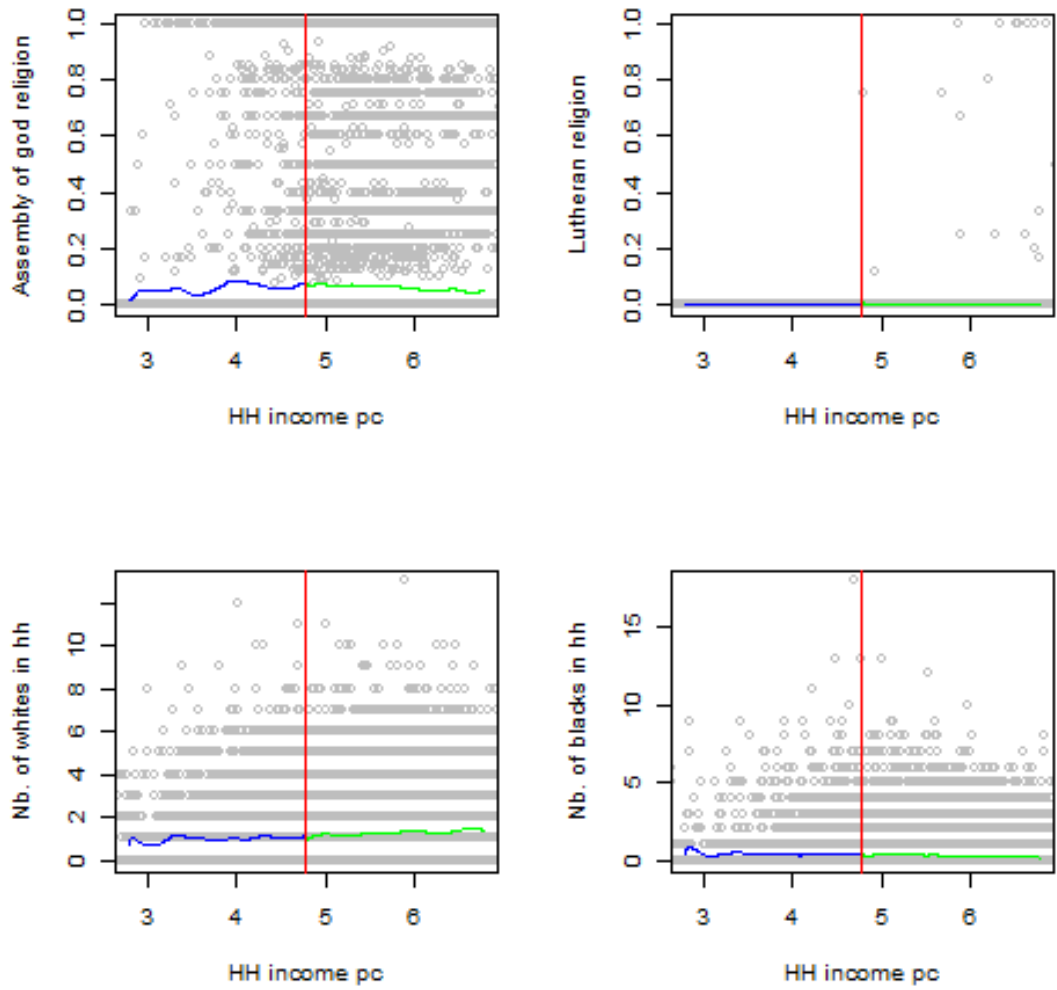 Assembly of god religion
0.0 0.2 0.4 0.6 0.8 1.0
3 4 5 6
HH income pc
Lutheran religion
0.0 0.2 0.4 0.6 0.8 1.0
3 4 5 6
HH income pc
Nb. of whites in hh
0 2 4 6 8 10
3 4 5 6
HH income pc
Nb. of blacks in hh
0 5 10 15
3 4 5 6
HH income pc